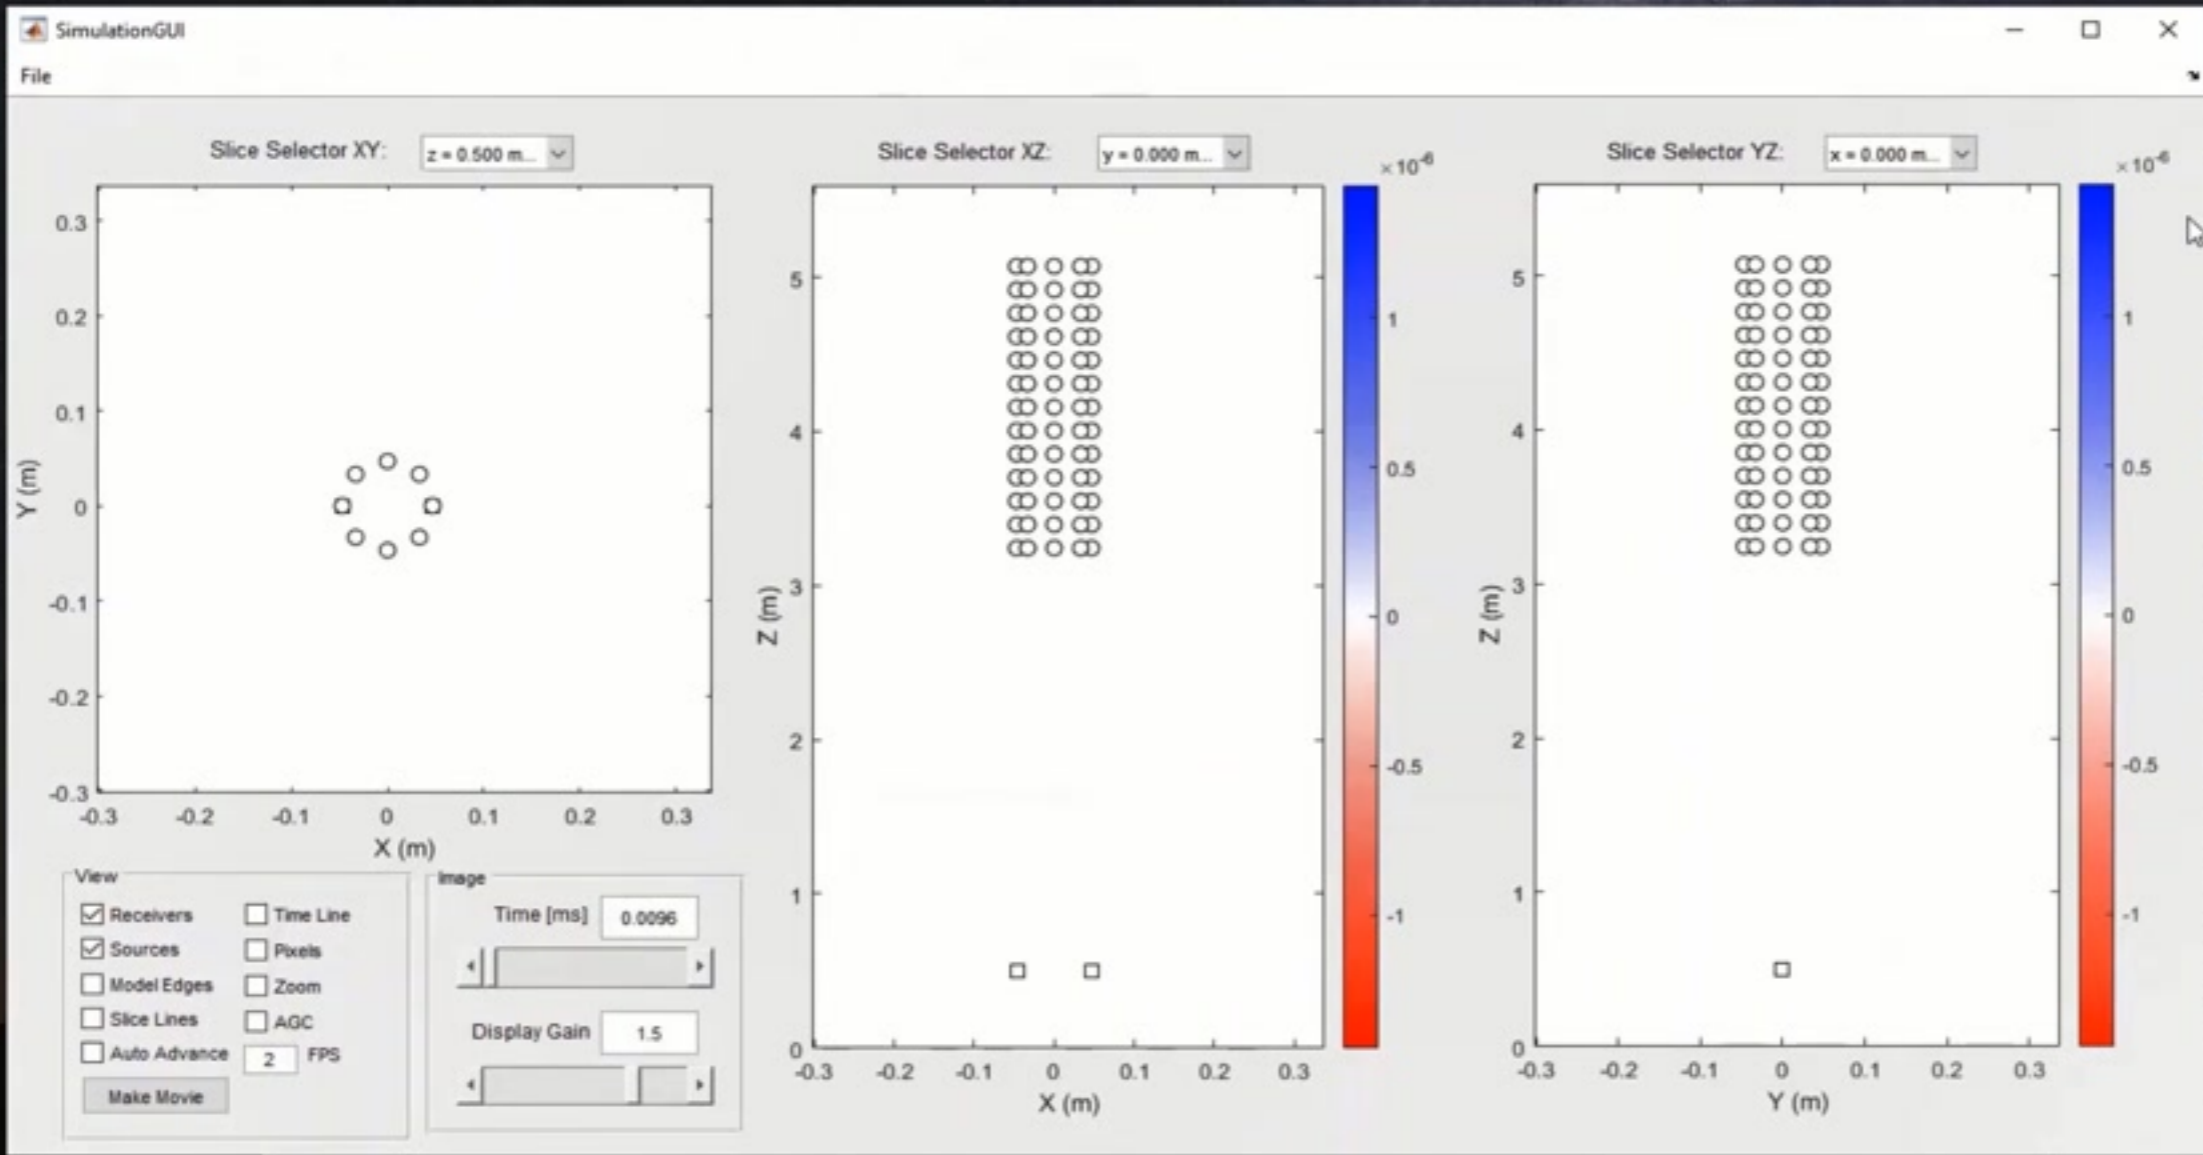 SimulationGUI
File
Slice Selector XY: z = 0.500 m...
0.3
0.2
0.1
0
-0.1
-0.2
-0.3
Y (m)
-0.3 -0.2 -0.1 0 0.1 0.2 0.3
X (m)
Slice Selector XZ: y = 0.000 m...
×10-6
5
4
3
2
1
0
Z (m)
-0.3 -0.2 -0.1 0 0.1 0.2 0.3
X (m)
1
0.5
0
-0.5
-1
Slice Selector YZ: x = 0.000 m...
×10-6
5
4
3
2
1
0
Z (m)
-0.3 -0.2 -0.1 0 0.1 0.2 0.3
Y (m)
1
0.5
0
-0.5
-1
View
Receivers Time Line
Sources Pixels
Model Edges Zoom
Slice Lines AGC
Auto Advance 2 FPS
Make Movie
Image
Time [ms] 0.0096
Display Gain 1.5